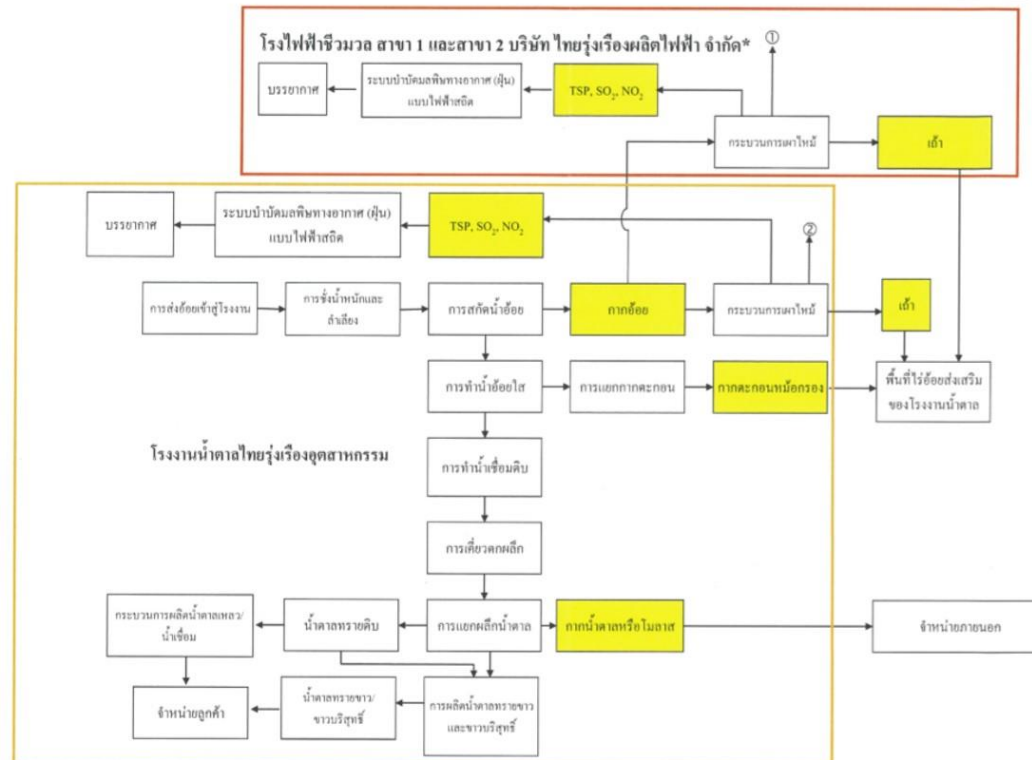 โรงไฟฟ้าชีวมวล สาขา 1 และสาขา 2 บริษัท ไทยรุ่งเรืองผลิตไฟฟ้า จำกัด*
①
บรรยากาศ
ระบบบำบัดมลพิษทางอากาศ (ฝุ่น)
แบบไฟฟ้าสถิต
TSP, SO₂, NO₂
กระบวนการเผาไหม้
เถ้า
บรรยากาศ
ระบบบำบัดมลพิษทางอากาศ (ฝุ่น)
แบบไฟฟ้าสถิต
TSP, SO₂, NO₂
②
การส่งอ้อยเข้าสู่โรงงาน
การชั่งน้ำหนักและ
ลำเลียง
การสกัดน้ำอ้อย
กากอ้อย
กระบวนการเผาไหม้
เถ้า
การทำน้ำอ้อยใส
การแยกกากตะกอน
กากตะกอนหม้อกรอง
พื้นที่ไร่อ้อยส่งเสริม
ของโรงงานน้ำตาล
โรงงานน้ำตาลไทยรุ่งเรืองอุตสาหกรรม
การทำน้ำเชื่อมดิบ
การเคี่ยวตกผลึก
กระบวนการผลิตน้ำตาลเหลว/
น้ำเชื่อม
น้ำตาลทรายดิบ
การแยกผลึกน้ำตาล
กากน้ำตาลหรือโมลาส
จำหน่ายภายนอก
จำหน่ายลูกค้า
น้ำตาลทรายขาว/
ขาวบริสุทธิ์
การผลิตน้ำตาลทรายขาว
และขาวบริสุทธิ์